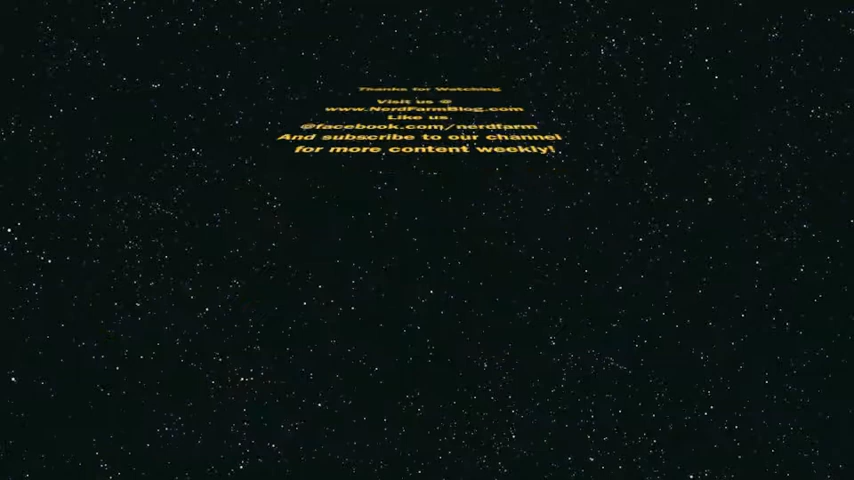 Thanks for Watching
Visit us @
www.NerdFarmBlog.com
Like us
@facebook.com/nerdfarm
And subscribe to our channel
for more content weekly!